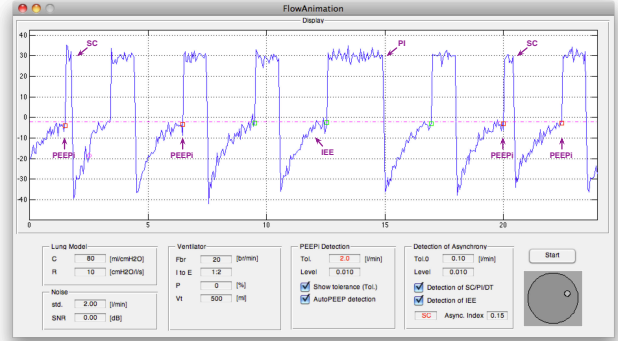 FlowAnimation
Display
40
30
20
10
0
-10
-20
-30
-40
0
5
10
15
20
SC
PI
SC
PEEPi
PEEPi
IEE
PEEPi
PEEPi
Lung Model
C 80 [ml/cmH2O]
R 10 [cmH2O/l/s]
Noise
std. 2.00 [l/min]
SNR 0.00 [dB]
Ventilator
Fbr 20 [br/min]
I to E 1:2
P 0 [%]
Vt 500 [ml]
PEEPi Detection
Tol. 2.0 [l/min]
Level 0.010
Show tolerance (Tol.)
AutoPEEP detection
Detection of Asynchrony
Tol.0 0.10 [l/min]
Level 0.010
Detection of SC/PI/DT
Detection of IEE
SC Async. Index 0.15
Start